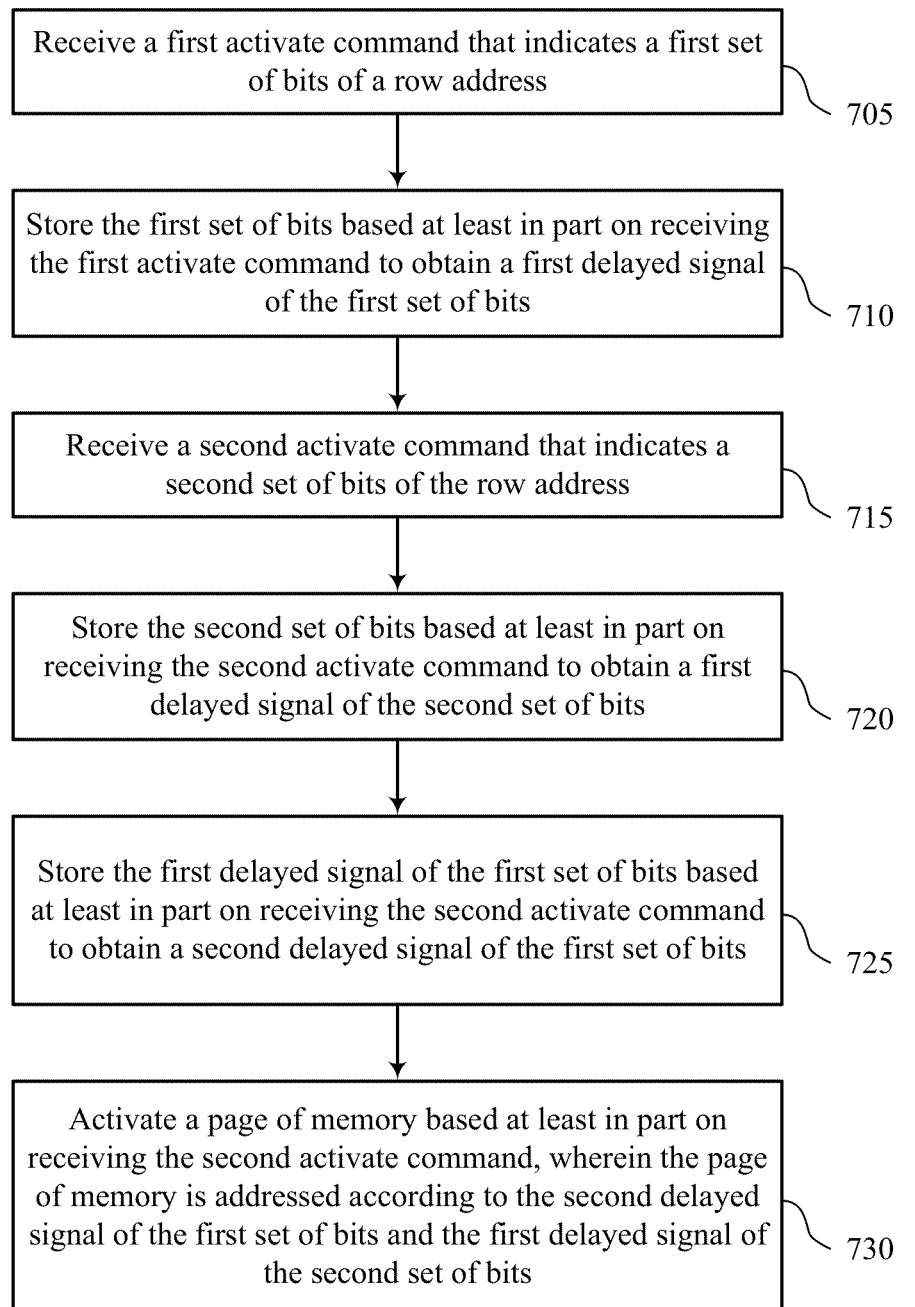 Receive a first activate command that indicates a first set
of bits of a row address
705
Store the first set of bits based at least in part on receiving
the first activate command to obtain a first delayed signal
of the first set of bits
710
Receive a second activate command that indicates a
second set of bits of the row address
715
Store the second set of bits based at least in part on
receiving the second activate command to obtain a first
delayed signal of the second set of bits
720
Store the first delayed signal of the first set of bits based
at least in part on receiving the second activate command
to obtain a second delayed signal of the first set of bits
725
Activate a page of memory based at least in part on
receiving the second activate command, wherein the page
of memory is addressed according to the second delayed
signal of the first set of bits and the first delayed signal of
the second set of bits
730